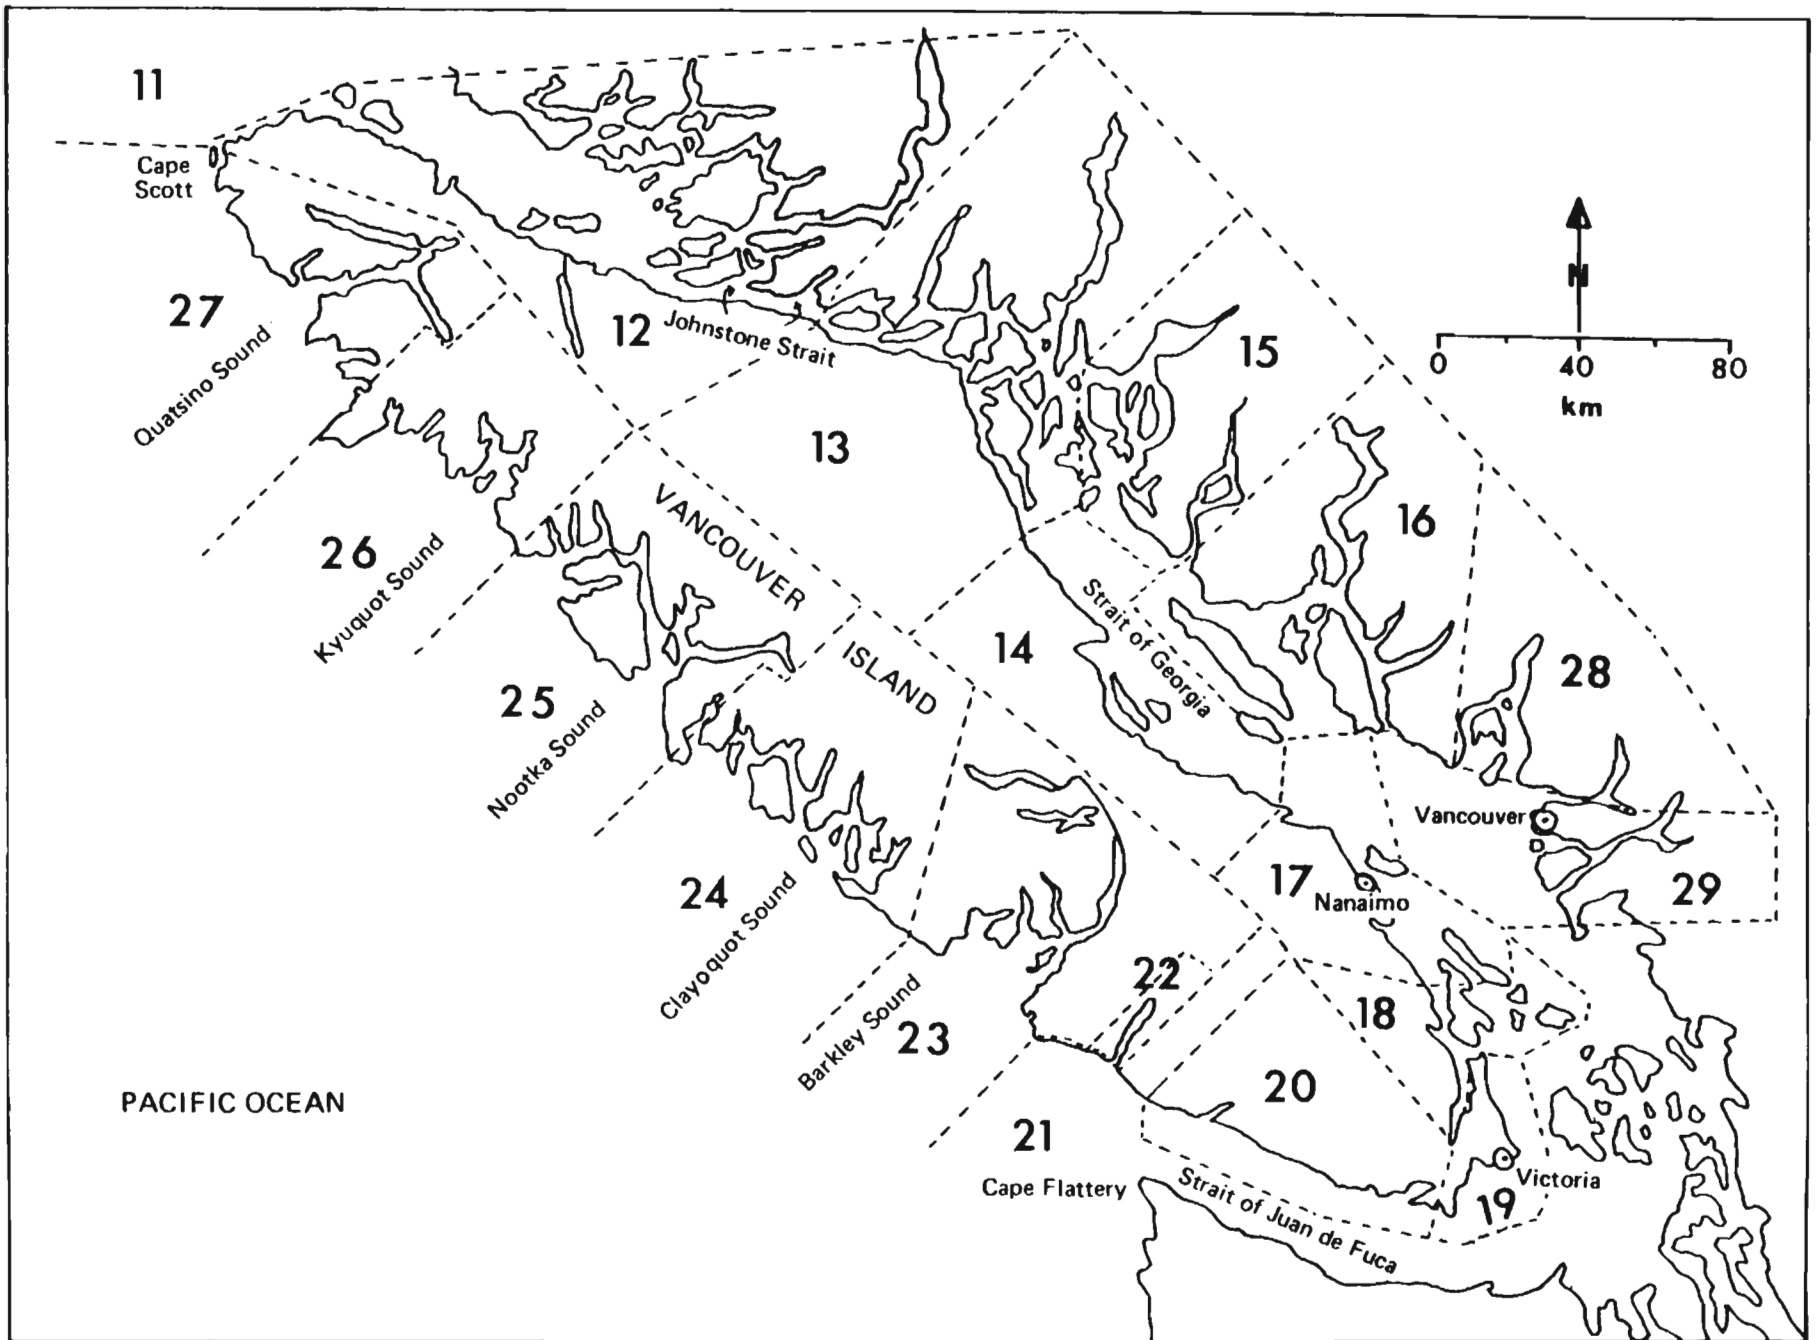 11
Cape
Scott
27
Quatsino Sound
12
Johnstone Strait
13
15
N
0 40 80
km
26
Kyuquot Sound
VANCOUVER
ISLAND
16
25
Nootka Sound
14
Strait of Georgia
28
24
Clayoquot Sound
17
Nanaimo
Vancouver
29
23
Barkley Sound
22
18
20
PACIFIC OCEAN
21
Cape Flattery
Strait of Juan de Fuca
Victoria
19